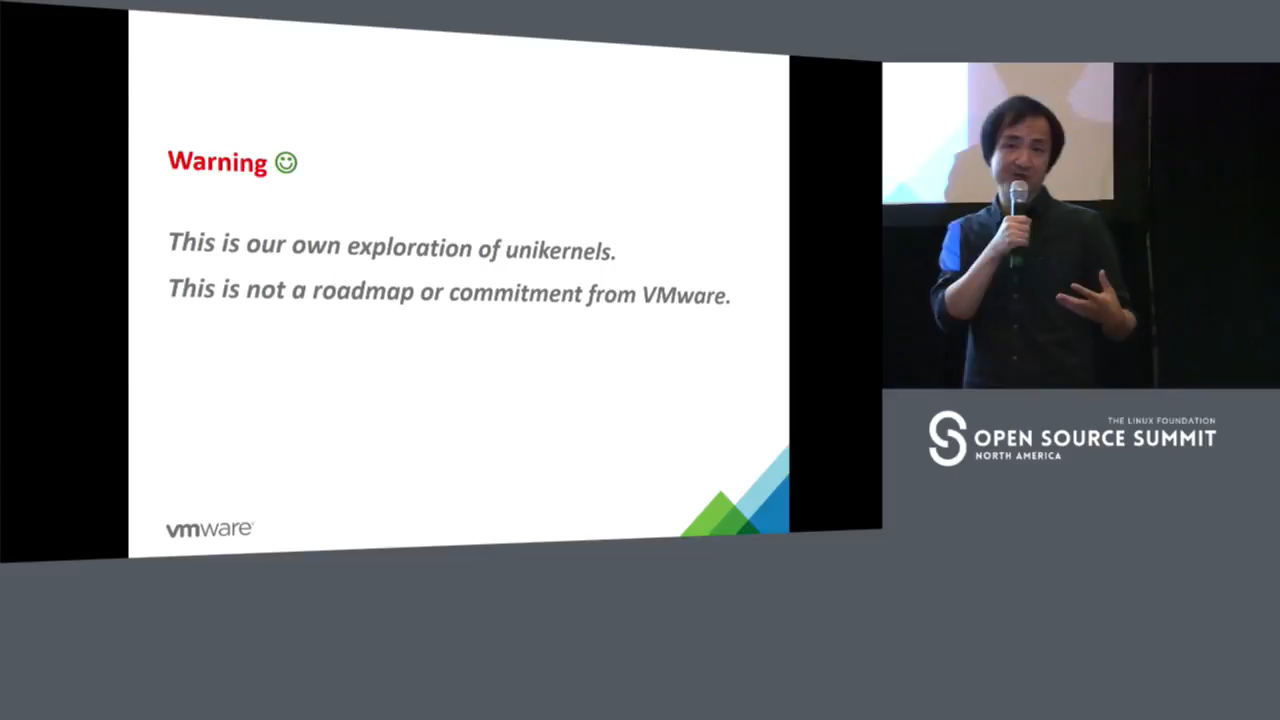 Warning
This is our own exploration of unikernels.
This is not a roadmap or commitment from VMware.
vmware
THE LINUX FOUNDATION
OPEN SOURCE SUMMIT
NORTH AMERICA